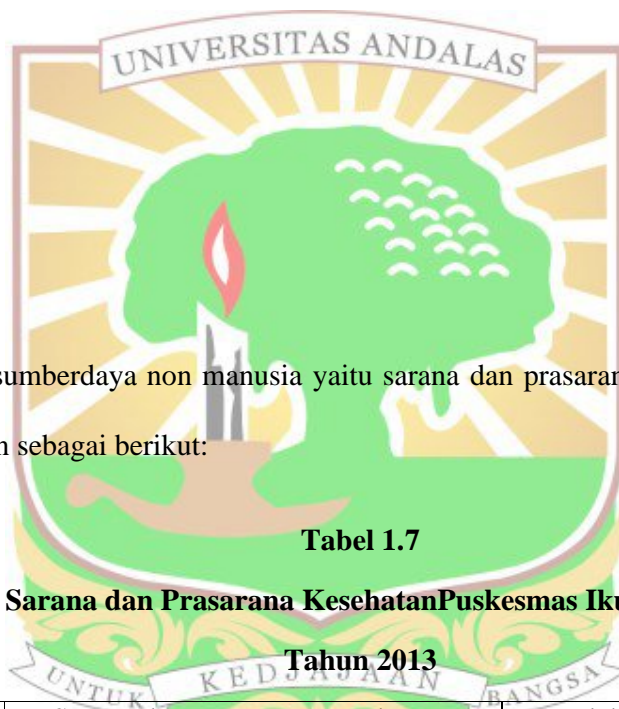 UNIVERSITAS ANDALAS
sumberdaya non manusia yaitu sarana dan prasaran
sebagai berikut:
Tabel 1.7
Sarana dan Prasarana KesehatanPuskesmas Iku
Tahun 2013
UNTUK KEDJAJAAN BANGSA